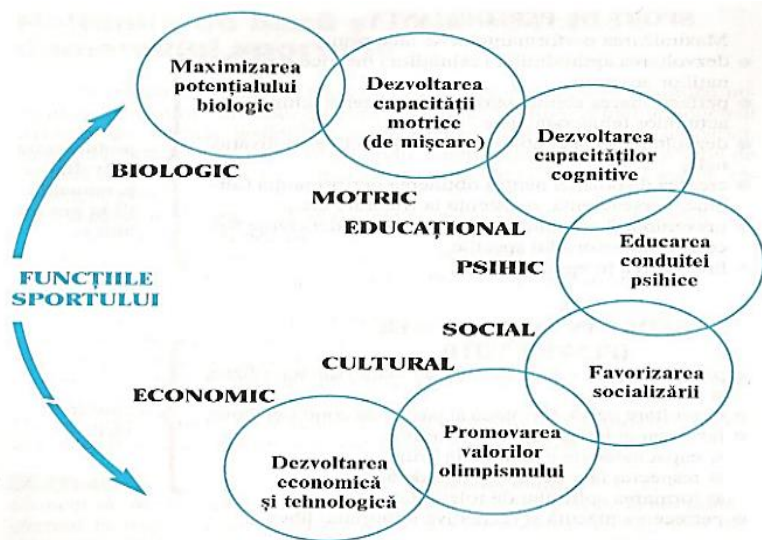 Maximizarea
potențialului
biologic
Dezvoltarea
capacității
motrice
(de mișcare)
Dezvoltarea
capacităților
cognitive
BIOLOGIC
MOTRIC
EDUCAȚIONAL
PSIHIC
Educarea
conduitei
psihice
FUNCȚIILE
SPORTULUI
SOCIAL
CULTURAL
ECONOMIC
Favorizarea
socializării
Promovarea
valorilor
olimpismului
Dezvoltarea
economică
și tehnologică